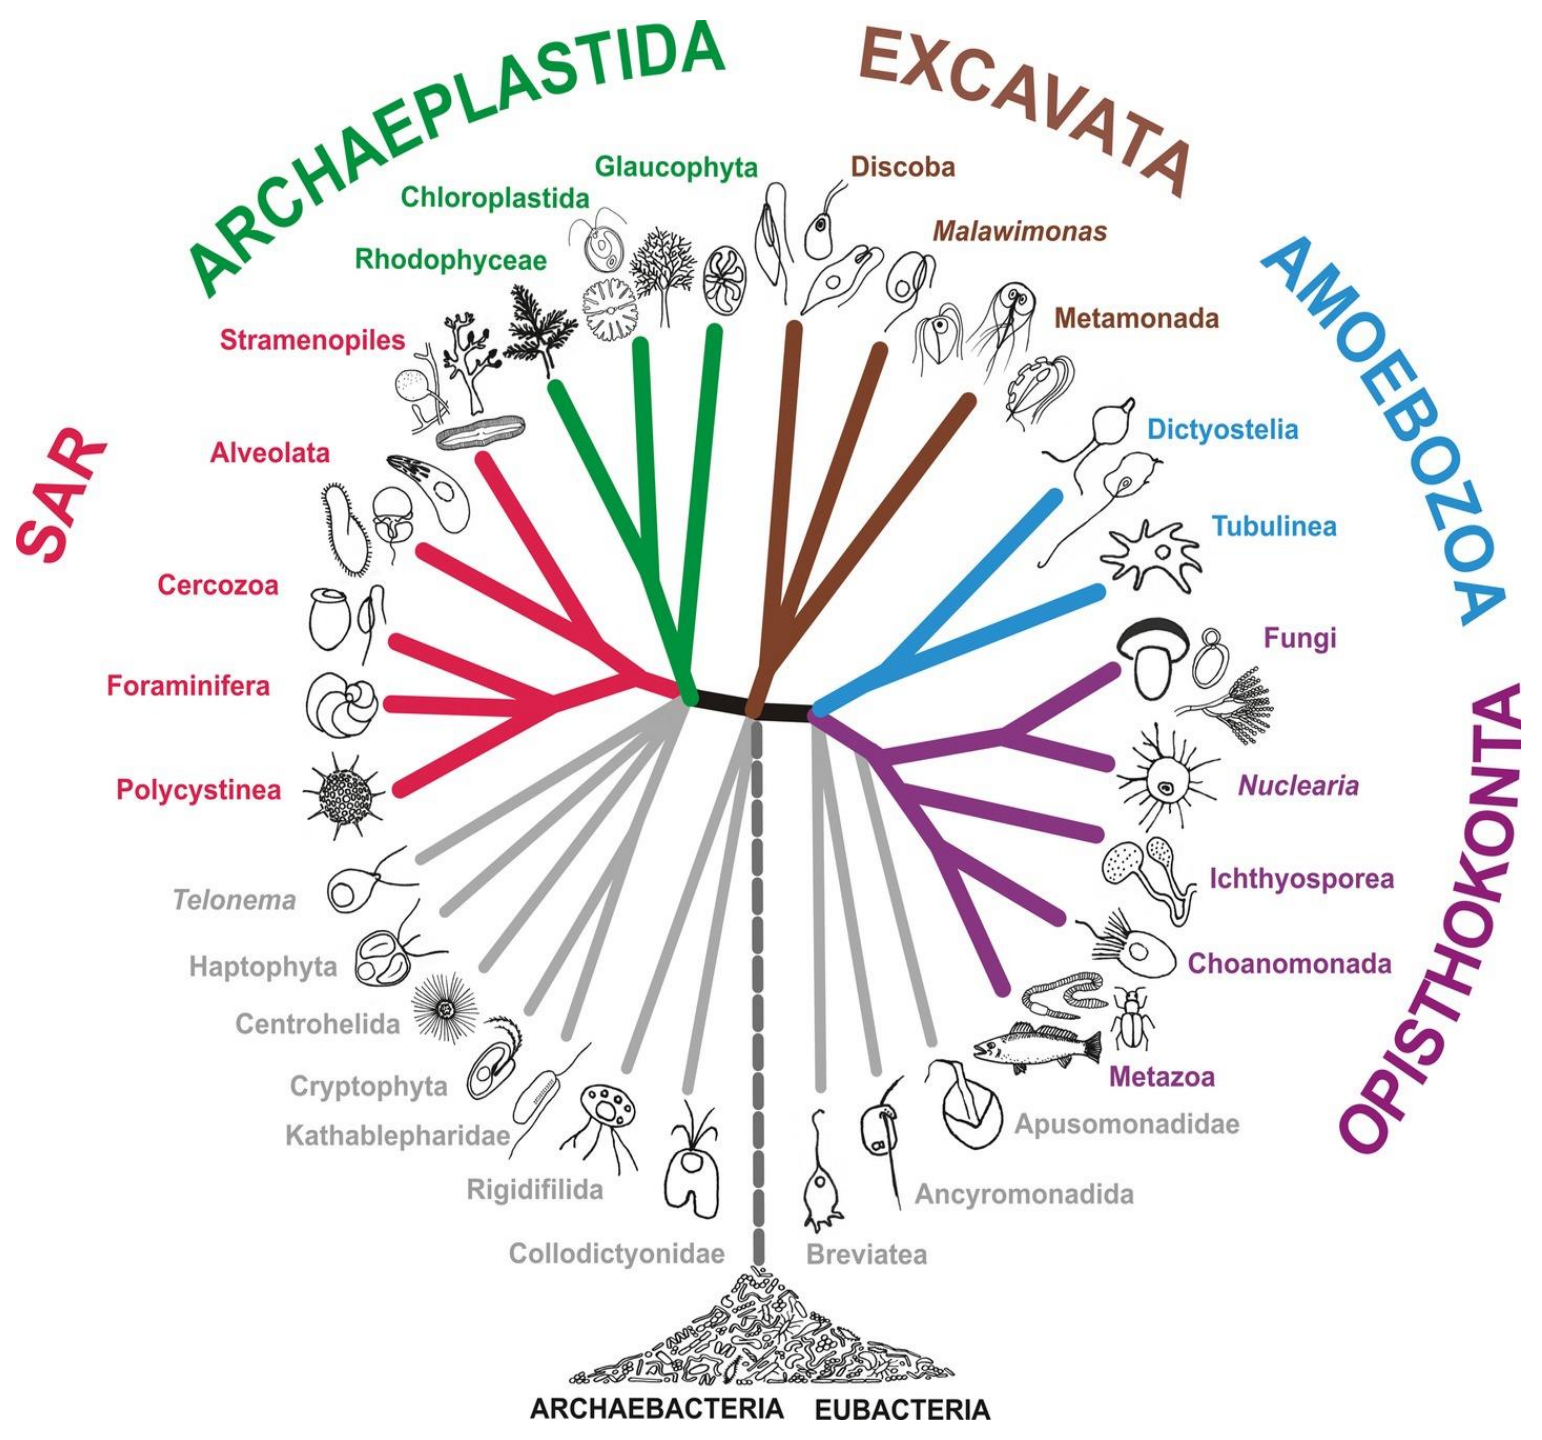 ARCHAEPLASTIDA
EXCAVATA
AMOEBOZOA
SAR
OPISTHOKONTA
Glaucophyta
Discoba
Chloroplastida
Malawimonas
Rhodophyceae
Metamonada
Stramenopiles
Dictyostelia
Alveolata
Tubulinea
Cercozoa
Fungi
Foraminifera
Nuclearia
Polycystinea
Ichthyosporea
Telonema
Choanomonada
Haptophyta
Centrohelida
Metazoa
Cryptophyta
Apusomonadidae
Kathablepharidae
Rigidifilida
Ancyromonadida
Collodictyonidae
Breviatea
ARCHAEBACTERIA EUBACTERIA